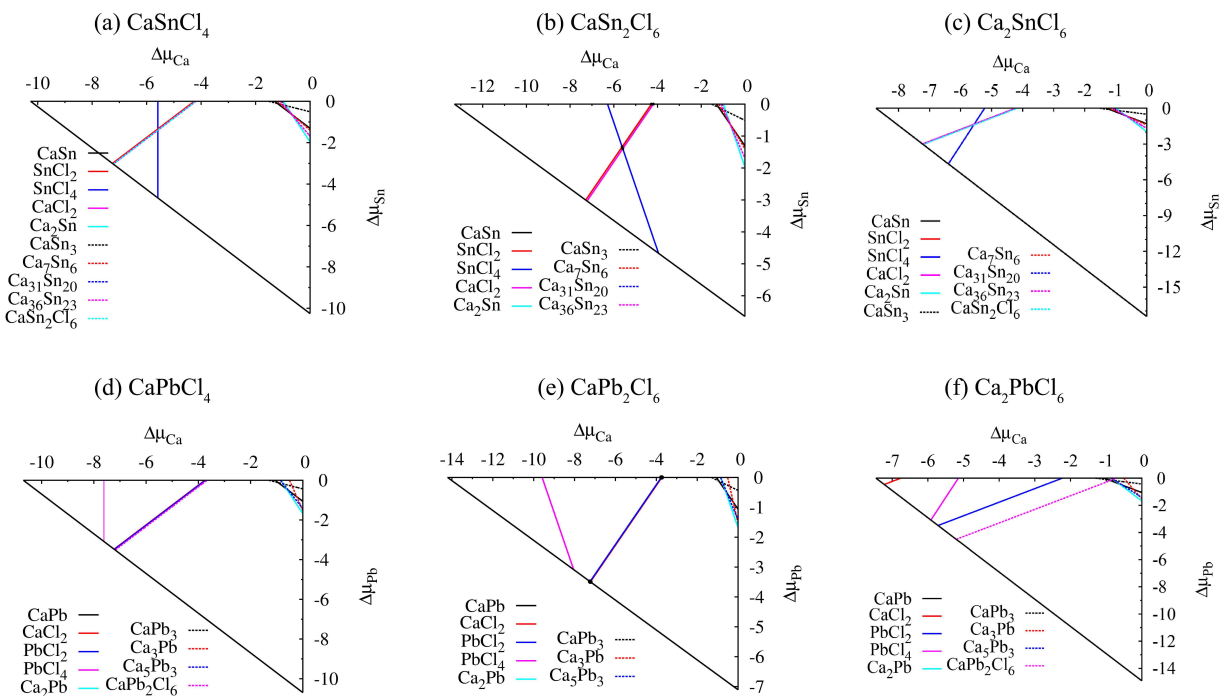 (a) CaSnCl4
ΔμCa
-10 -8 -6 -4 -2 0
0
-2
-4
-6
-8
-10
ΔμSn
CaSn
SnCl2
SnCl4
CaCl2
Ca2Sn
CaSn3
Ca7Sn6
Ca31Sn20
Ca36Sn23
CaSn2Cl6
(b) CaSn2Cl6
ΔμCa
-12 -10 -8 -6 -4 -2 0
0
-1
-2
-3
-4
-5
-6
ΔμSn
CaSn
SnCl2
SnCl4
CaCl2
Ca2Sn
CaSn3
Ca7Sn6
Ca31Sn20
Ca36Sn23
(c) Ca2SnCl6
ΔμCa
-8 -7 -6 -5 -4 -3 -2 -1 0
0
-3
-6
-9
-12
-15
ΔμSn
CaSn
SnCl2
SnCl4
CaCl2
Ca2Sn
CaSn3
Ca7Sn6
Ca31Sn20
Ca36Sn23
CaSn2Cl6
(d) CaPbCl4
ΔμCa
-10 -8 -6 -4 -2 0
0
-2
-4
-6
-8
-10
ΔμPb
CaPb
CaCl2
PbCl2
PbCl4
Ca2Pb
CaPb3
Ca3Pb
Ca5Pb3
CaPb2Cl6
(e) CaPb2Cl6
ΔμCa
-14 -12 -10 -8 -6 -4 -2 0
0
-1
-2
-3
-4
-5
-6
-7
ΔμPb
CaPb
CaCl2
PbCl2
PbCl4
Ca2Pb
CaPb3
Ca3Pb
Ca5Pb3
(f) Ca2PbCl6
ΔμCa
-7 -6 -5 -4 -3 -2 -1 0
0
-2
-4
-6
-8
-10
-12
-14
ΔμPb
CaPb
CaCl2
PbCl2
PbCl4
Ca2Pb
CaPb3
Ca3Pb
Ca5Pb3
CaPb2Cl6